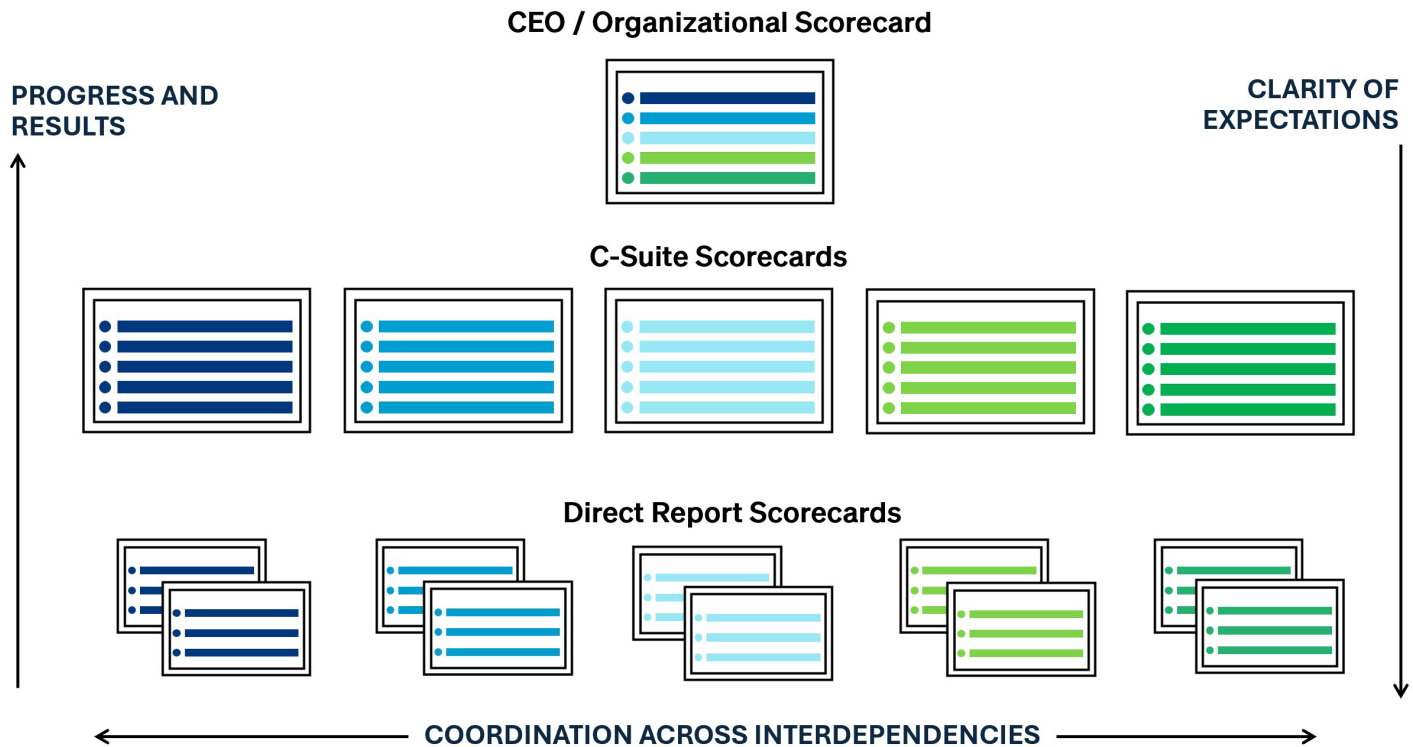 CEO / Organizational Scorecard
PROGRESS AND
RESULTS
CLARITY OF
EXPECTATIONS
C-Suite Scorecards
Direct Report Scorecards
COORDINATION ACROSS INTERDEPENDENCIES